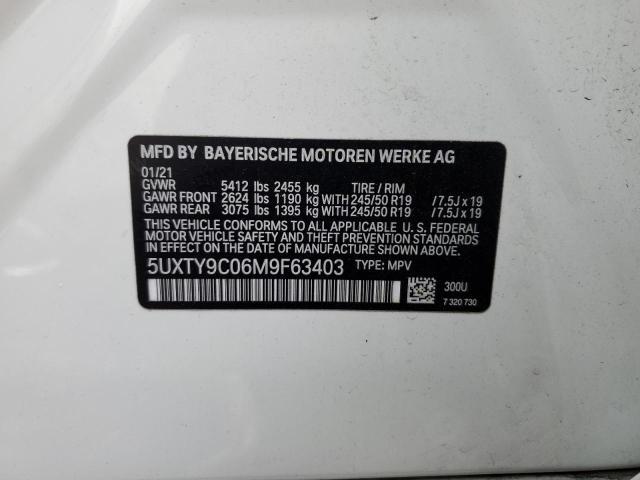 MFD BY BAYERISCHE MOTOREN WERKE AG
01/21
GVWR 5412 lbs 2455 kg TIRE / RIM
GAWR FRONT 2624 lbs 1190 kg WITH 245/50 R19 /7.5J x 19
GAWR REAR 3075 lbs 1395 kg WITH 245/50 R19 /7.5J x 19
THIS VEHICLE CONFORMS TO ALL APPLICABLE U. S. FEDERAL
MOTOR VEHICLE SAFETY AND THEFT PREVENTION STANDARDS
IN EFFECT ON THE DATE OF MANUFACTURE SHOWN ABOVE.
5UXTY9C06M9F63403 TYPE: MPV
300U
7 320 730